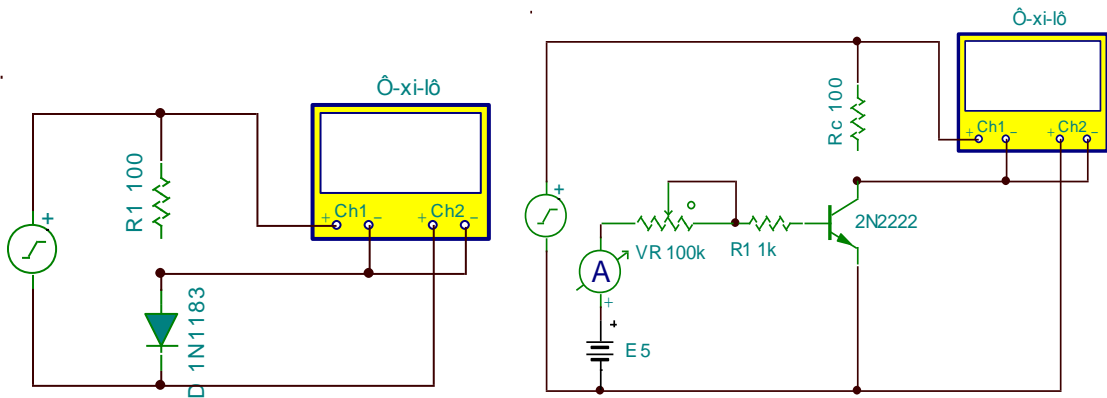 Ô-xi-lô
+ Ch1 − + Ch2 −
+
R1 100
D 1N1183
Ô-xi-lô
+ Ch1 − + Ch2 −
Rc 100
+
2N2222
VR 100k
R1 1k
A
+
+
E 5